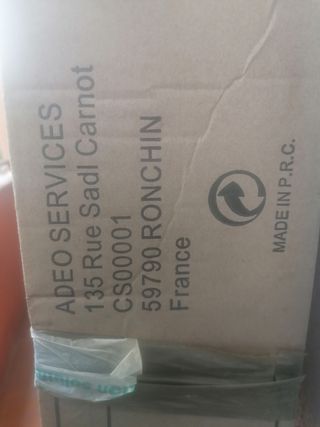 ADEO SERVICES
135 Rue Sadl Carnot
CS00001
59790 RONCHIN
France
MADE IN P.R.C.